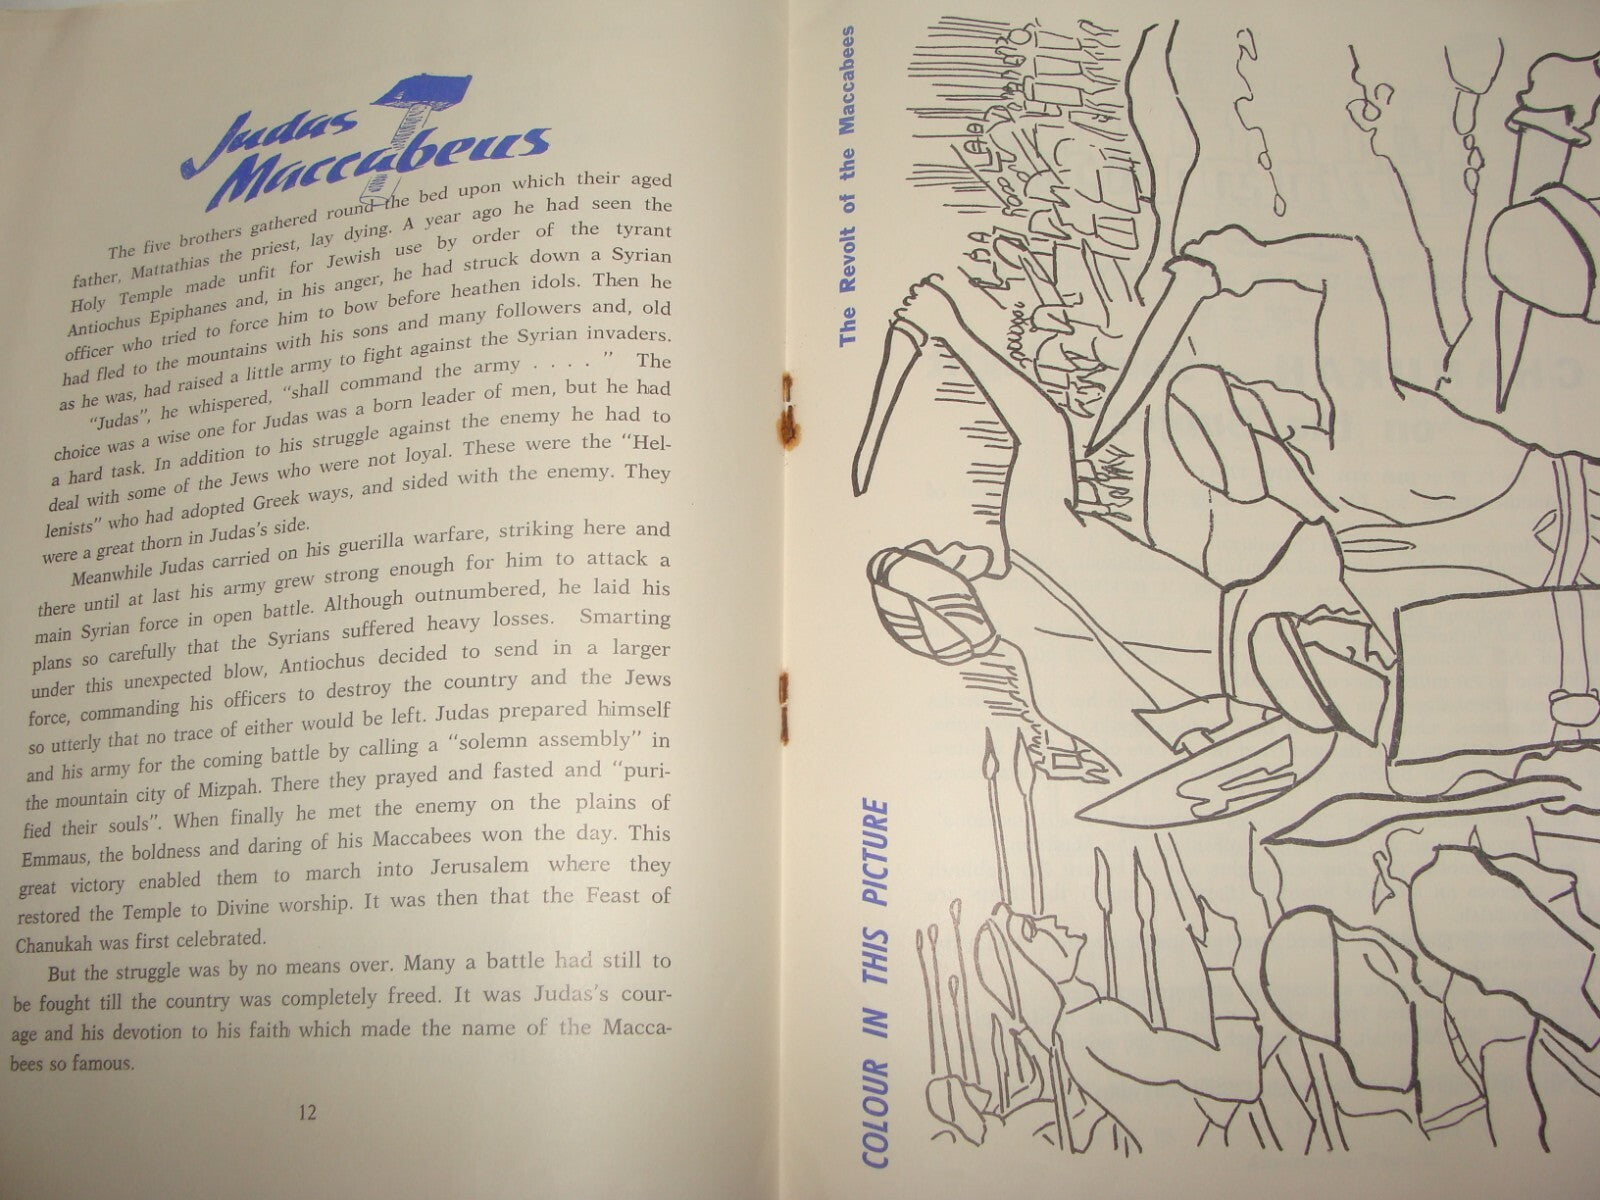 Judas
Maccabeus
The five brothers gathered round the bed upon which their aged
father, Mattathias the priest, lay dying. A year ago he had seen the
Holy Temple made unfit for Jewish use by order of the tyrant
Antiochus Epiphanes and, in his anger, he had struck down a Syrian
officer who tried to force him to bow before heathen idols. Then he
had fled to the mountains with his sons and many followers and, old
as he was, had raised a little army to fight against the Syrian invaders.
“Judas”, he whispered, “shall command the army . . . . ” The
choice was a wise one for Judas was a born leader of men, but he had
a hard task. In addition to his struggle against the enemy he had to
deal with some of the Jews who were not loyal. These were the “Hel-
lenists” who had adopted Greek ways, and sided with the enemy. They
were a great thorn in Judas's side.
Meanwhile Judas carried on his guerilla warfare, striking here and
there until at last his army grew strong enough for him to attack a
main Syrian force in open battle. Although outnumbered, he laid his
plans so carefully that the Syrians suffered heavy losses. Smarting
under this unexpected blow, Antiochus decided to send in a larger
force, commanding his officers to destroy the country and the Jews
so utterly that no trace of either would be left. Judas prepared himself
and his army for the coming battle by calling a “solemn assembly” in
the mountain city of Mizpah. There they prayed and fasted and “puri-
fied their souls”. When finally he met the enemy on the plains of
Emmaus, the boldness and daring of his Maccabees won the day. This
great victory enabled them to march into Jerusalem where they
restored the Temple to Divine worship. It was then that the Feast of
Chanukah was first celebrated.
But the struggle was by no means over. Many a battle had still to
be fought till the country was completely freed. It was Judas's cour-
age and his devotion to his faith which made the name of the Macca-
bees so famous.
12
COLOUR IN THIS PICTURE
The Revolt of the Maccabees